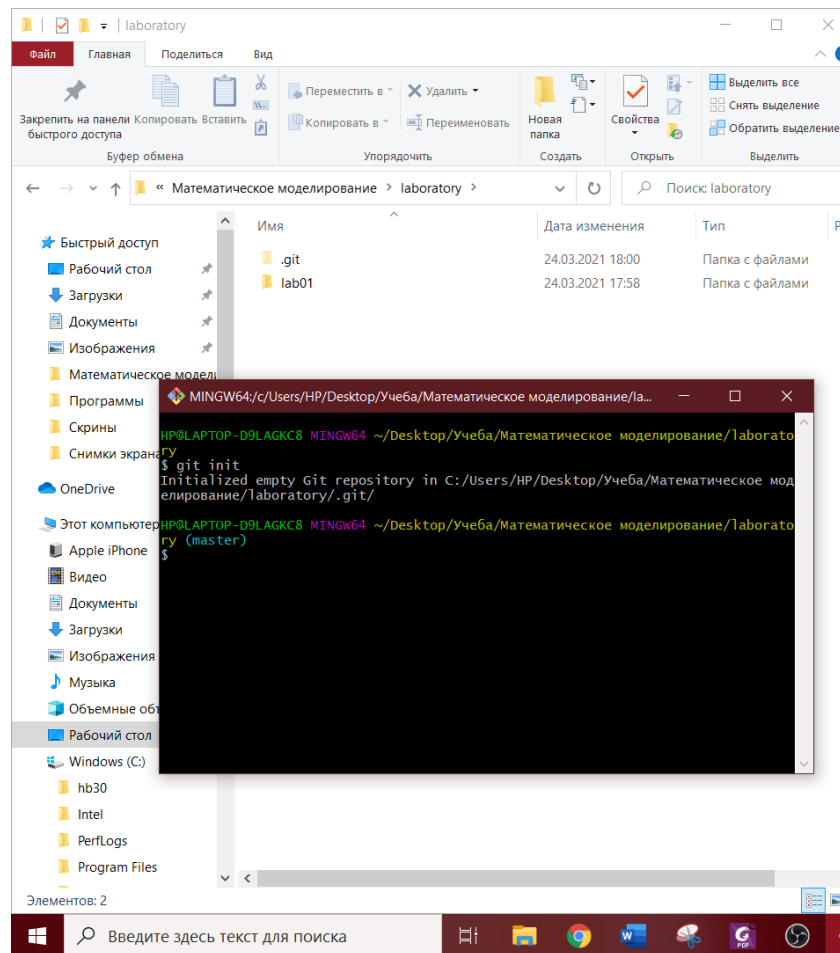 laboratory
Файл Главная Поделиться Вид
Закрепить на панели быстрого доступа
Копировать
Вставить
Переместить в
Копировать в
Удалить
Переименовать
Новая папка
Свойства
Выделить все
Снять выделение
Обратить выделение
Буфер обмена Упорядочить Создать Открыть Выделить
« Математическое моделирование > laboratory >
Поиск: laboratory
Имя Дата изменения Тип
.git 24.03.2021 18:00 Папка с файлами
lab01 24.03.2021 17:58 Папка с файлами
Быстрый доступ
Рабочий стол
Загрузки
Документы
Изображения
Математическое модели
Программы
Скрины
Снимки экрана
OneDrive
Этот компьютер
Apple iPhone
Видео
Документы
Загрузки
Изображения
Музыка
Объемные объ
Рабочий стол
Windows (C:)
hb30
Intel
PerfLogs
Program Files
MINGW64:/c/Users/HP/Desktop/Учеба/Математическое моделирование/la...
HP@LAPTOP-D9LAGKC8 MINGW64 ~/Desktop/Учеба/Математическое моделирование/laborato
ry
$ git init
Initialized empty Git repository in C:/Users/HP/Desktop/Учеба/Математическое мод
елирование/laboratory/.git/
HP@LAPTOP-D9LAGKC8 MINGW64 ~/Desktop/Учеба/Математическое моделирование/laborato
ry (master)
$
Элементов: 2
Введите здесь текст для поиска
PDF